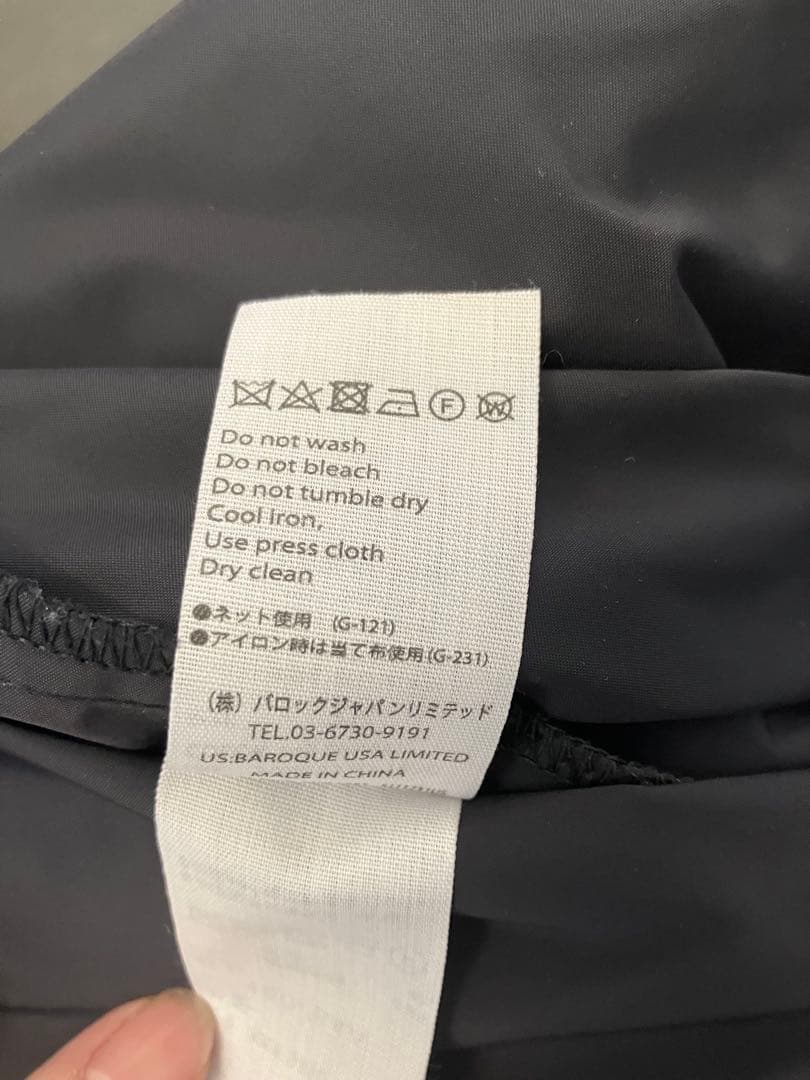 F W
Do not wash
Do not bleach
Do not tumble dry
Cool iron,
Use press cloth
Dry clean
●ネット使用 (G-121)
●アイロン時は当て布使用(G-231)
(株) バロックジャパンリミテッド
TEL.03-6730-9191
US:BAROQUE USA LIMITED
MADE IN CHINA